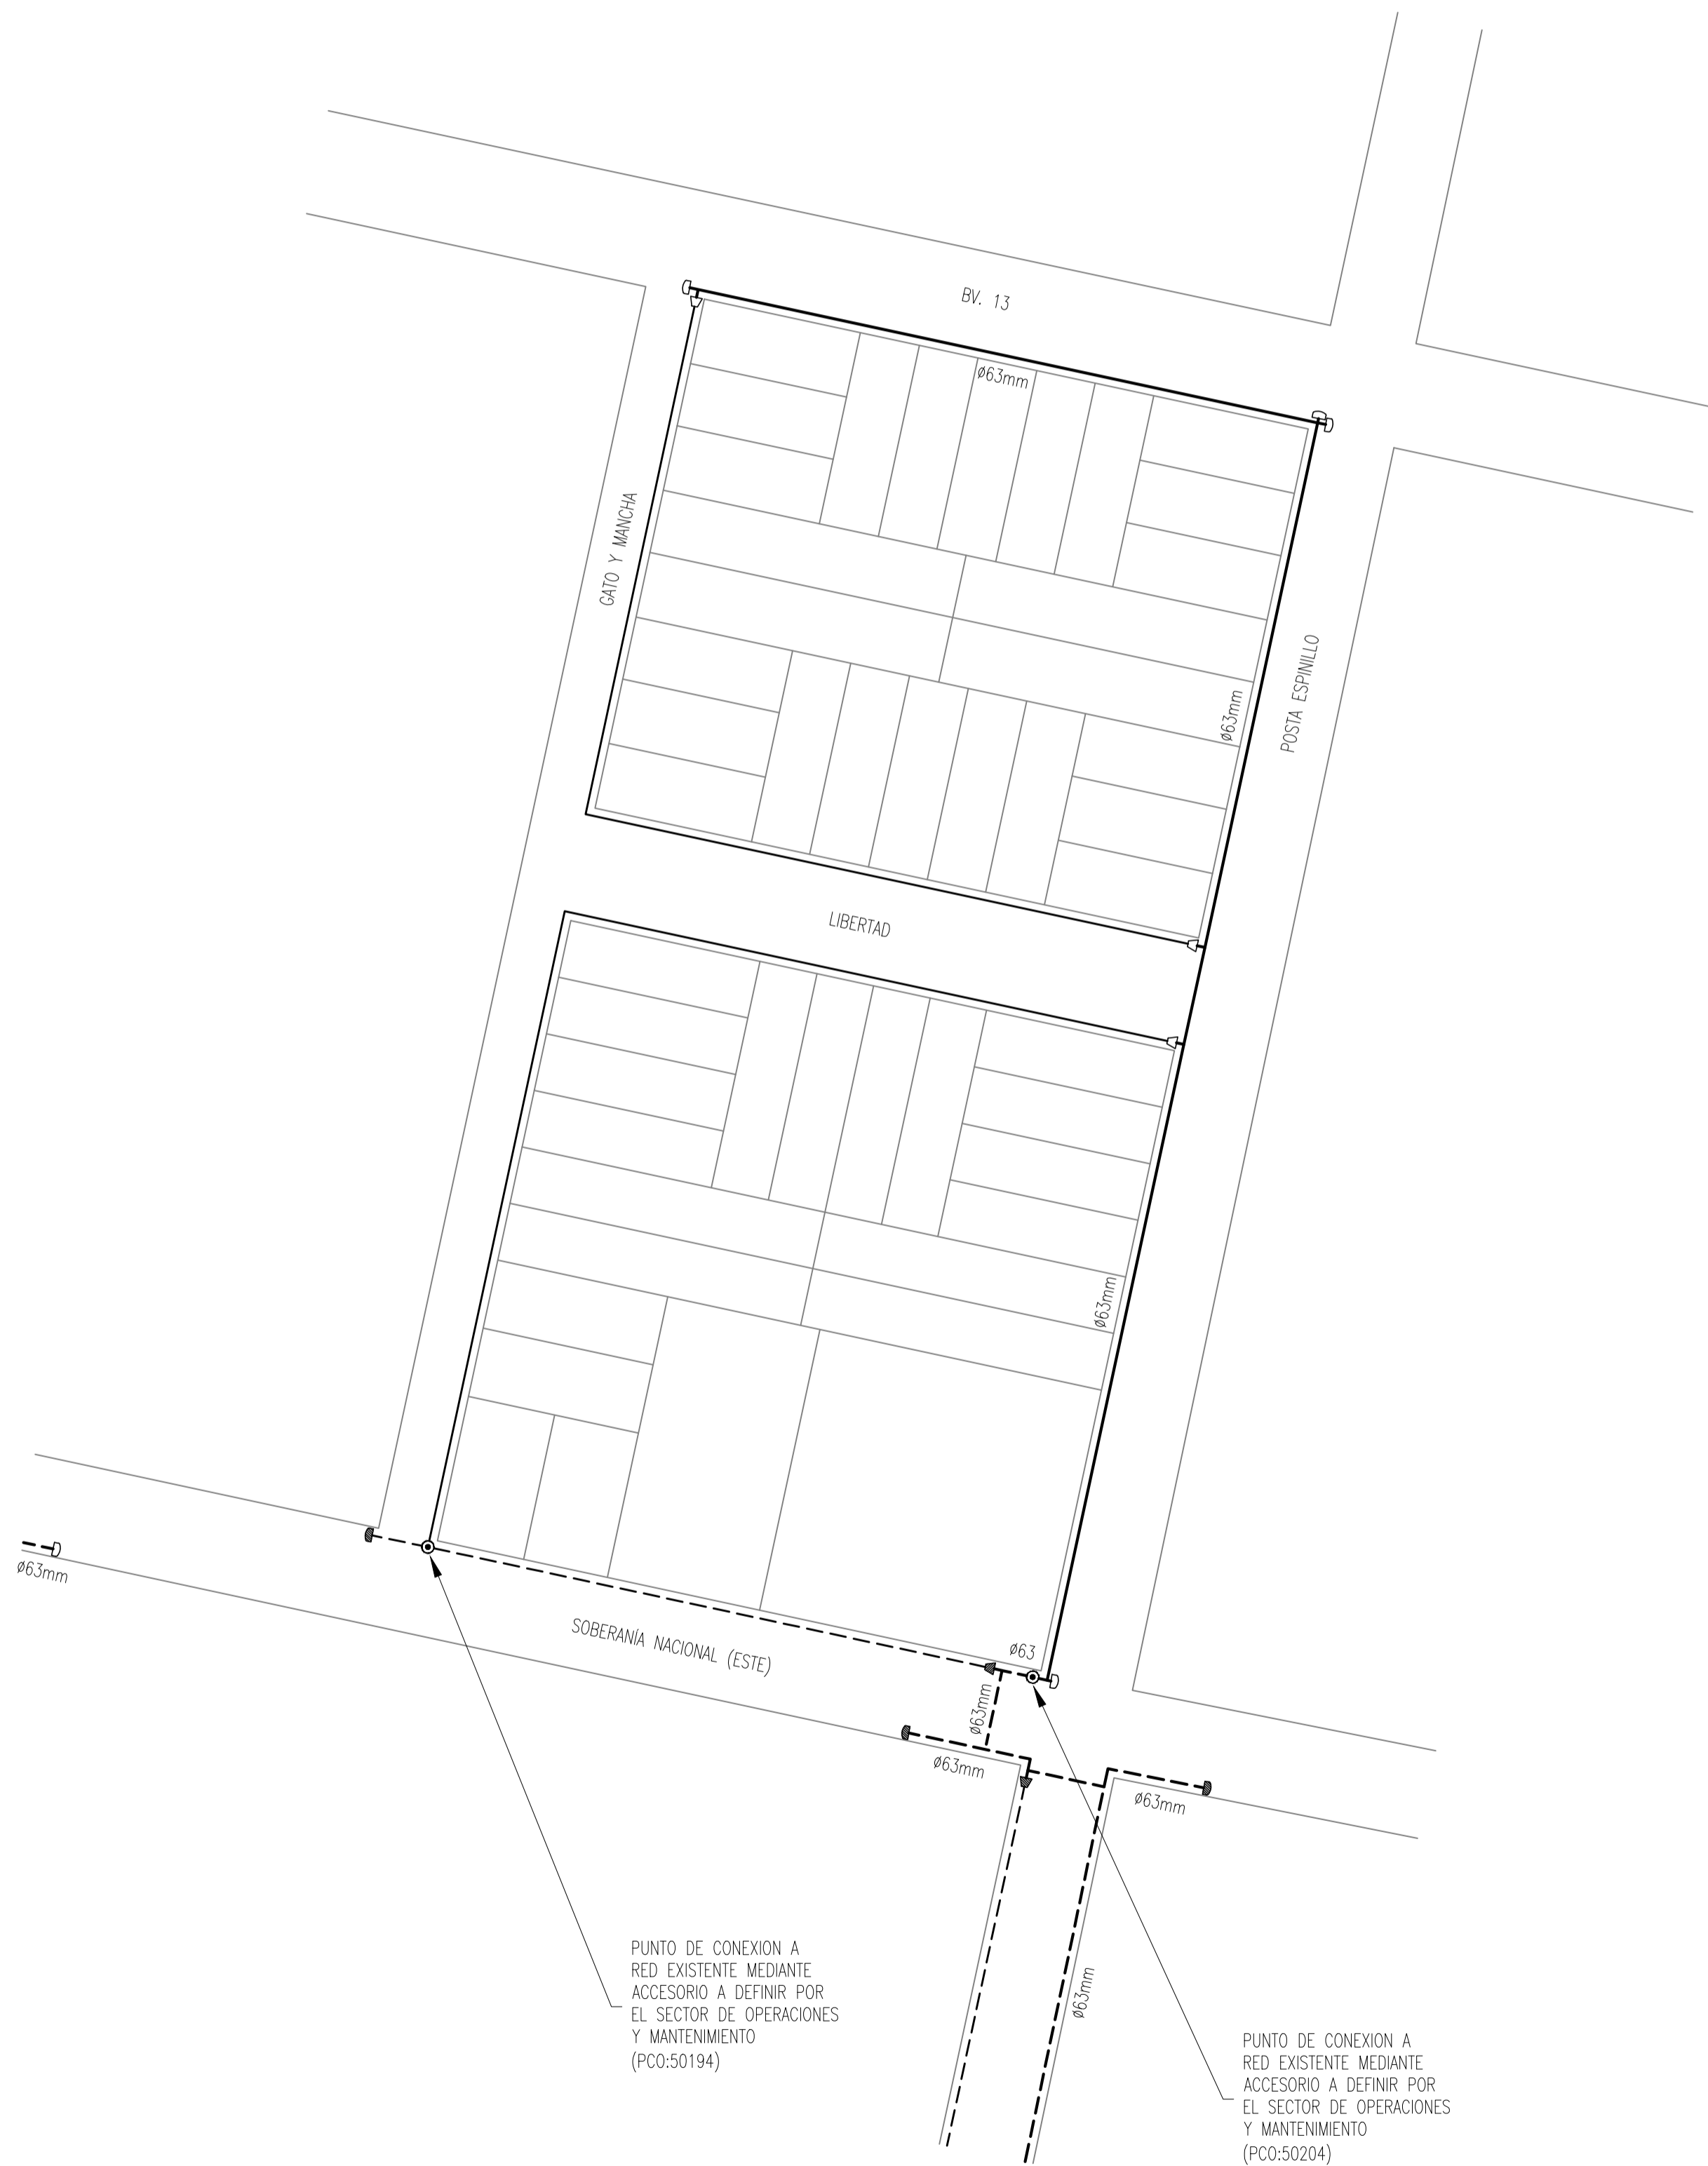 BV. 13
Ø63mm
GATO Y MANCHA
POSTA ESPINILLO
Ø63mm
LIBERTAD
Ø63mm
Ø63mm
SOBERANÍA NACIONAL (ESTE)
Ø63
Ø63mm
Ø63mm
Ø63mm
Ø63mm
PUNTO DE CONEXION A
RED EXISTENTE MEDIANTE
ACCESORIO A DEFINIR POR
EL SECTOR DE OPERACIONES
Y MANTENIMIENTO
(PCO:50194)
PUNTO DE CONEXION A
RED EXISTENTE MEDIANTE
ACCESORIO A DEFINIR POR
EL SECTOR DE OPERACIONES
Y MANTENIMIENTO
(PCO:50204)